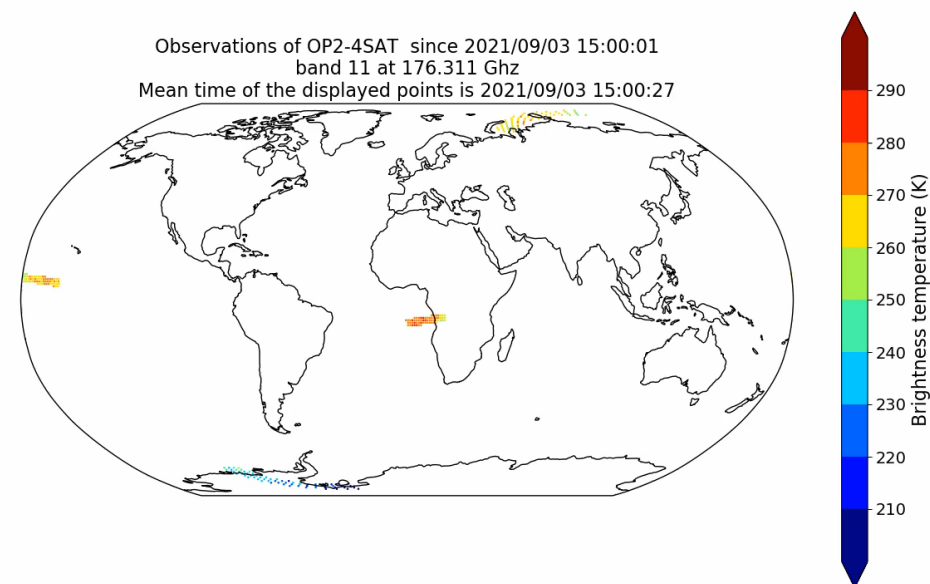 Observations of OP2-4SAT  since 2021/09/03 15:00:01
band 11 at 176.311 Ghz
Mean time of the displayed points is 2021/09/03 15:00:27
290
280
270
260
250
240
230
220
210
Brightness temperature (K)